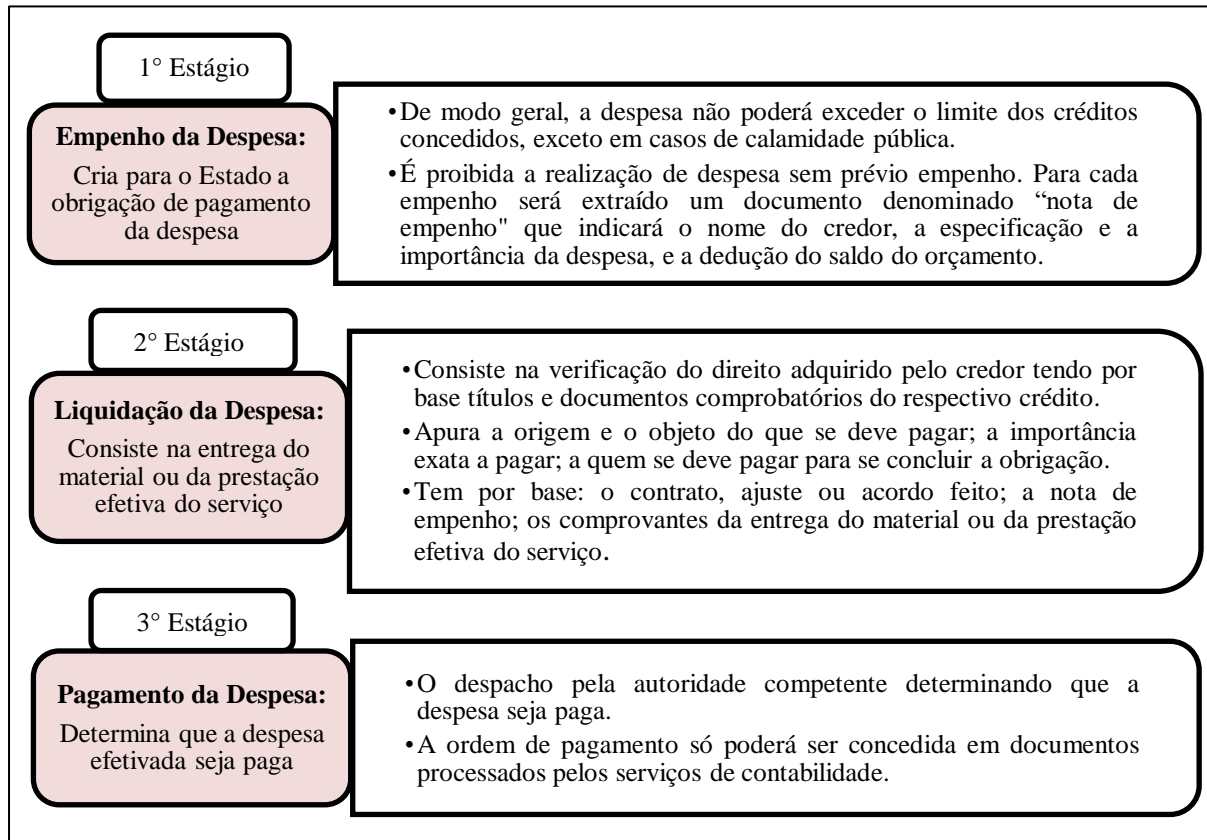 1° Estágio
Empenho da Despesa:
Cria para o Estado a
obrigação de pagamento
da despesa
•De modo geral, a despesa não poderá exceder o limite dos créditos
concedidos, exceto em casos de calamidade pública.
•É proibida a realização de despesa sem prévio empenho. Para cada
empenho será extraído um documento denominado “nota de
empenho" que indicará o nome do credor, a especificação e a
importância da despesa, e a dedução do saldo do orçamento.
2° Estágio
Liquidação da Despesa:
Consiste na entrega do
material ou da prestação
efetiva do serviço
•Consiste na verificação do direito adquirido pelo credor tendo por
base títulos e documentos comprobatórios do respectivo crédito.
•Apura a origem e o objeto do que se deve pagar; a importância
exata a pagar; a quem se deve pagar para se concluir a obrigação.
•Tem por base: o contrato, ajuste ou acordo feito; a nota de
empenho; os comprovantes da entrega do material ou da prestação
efetiva do serviço.
3° Estágio
Pagamento da Despesa:
Determina que a despesa
efetivada seja paga
•O despacho pela autoridade competente determinando que a
despesa seja paga.
•A ordem de pagamento só poderá ser concedida em documentos
processados pelos serviços de contabilidade.